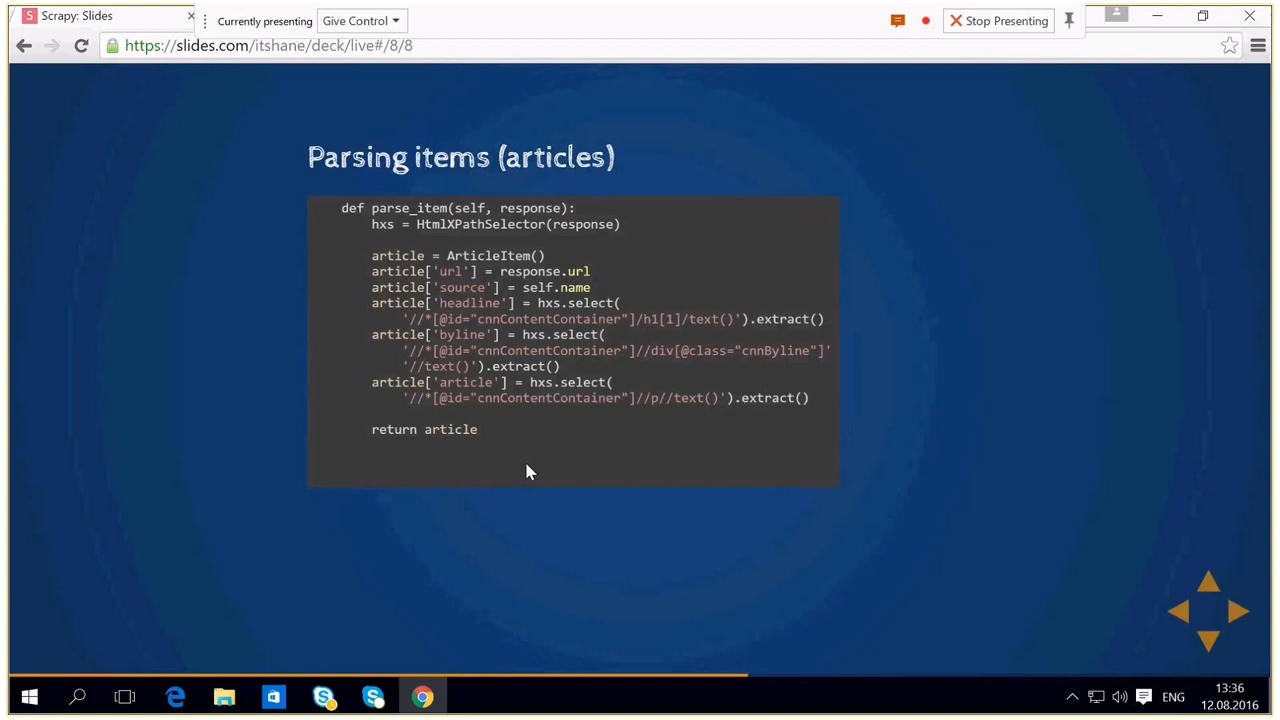 S Scrapy: Slides
Currently presenting Give Control Stop Presenting
https://slides.com/itshane/deck/live#/8/8
Parsing items (articles)
def parse_item(self, response):
hxs = HtmlXPathSelector(response)
article = ArticleItem()
article['url'] = response.url
article['source'] = self.name
article['headline'] = hxs.select(
'//*[@id="cnnContentContainer"]/h1[1]/text()').extract()
article['byline'] = hxs.select(
'//*[@id="cnnContentContainer"]//div[@class="cnnByline"]'
'//text()').extract()
article['article'] = hxs.select(
'//*[@id="cnnContentContainer"]//p//text()').extract()
return article
ENG
13:36
12.08.2016